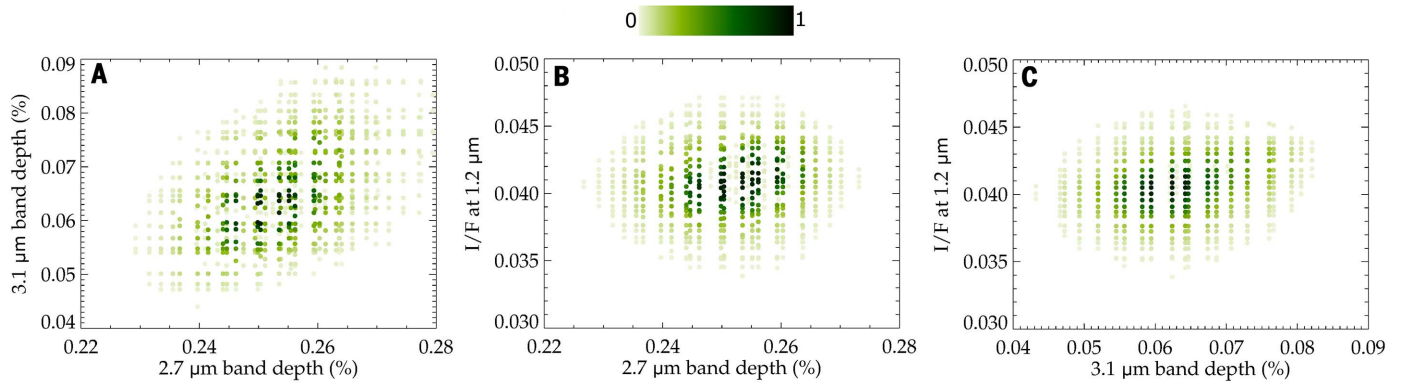 0 1
A
0.09
0.08
0.07
0.06
0.05
0.04
3.1 µm band depth (%)
0.22 0.24 0.26 0.28
2.7 µm band depth (%)
B
0.050
0.045
0.040
0.035
0.030
I/F at 1.2 µm
0.22 0.24 0.26 0.28
2.7 µm band depth (%)
C
0.050
0.045
0.040
0.035
0.030
I/F at 1.2 µm
0.04 0.05 0.06 0.07 0.08 0.09
3.1 µm band depth (%)